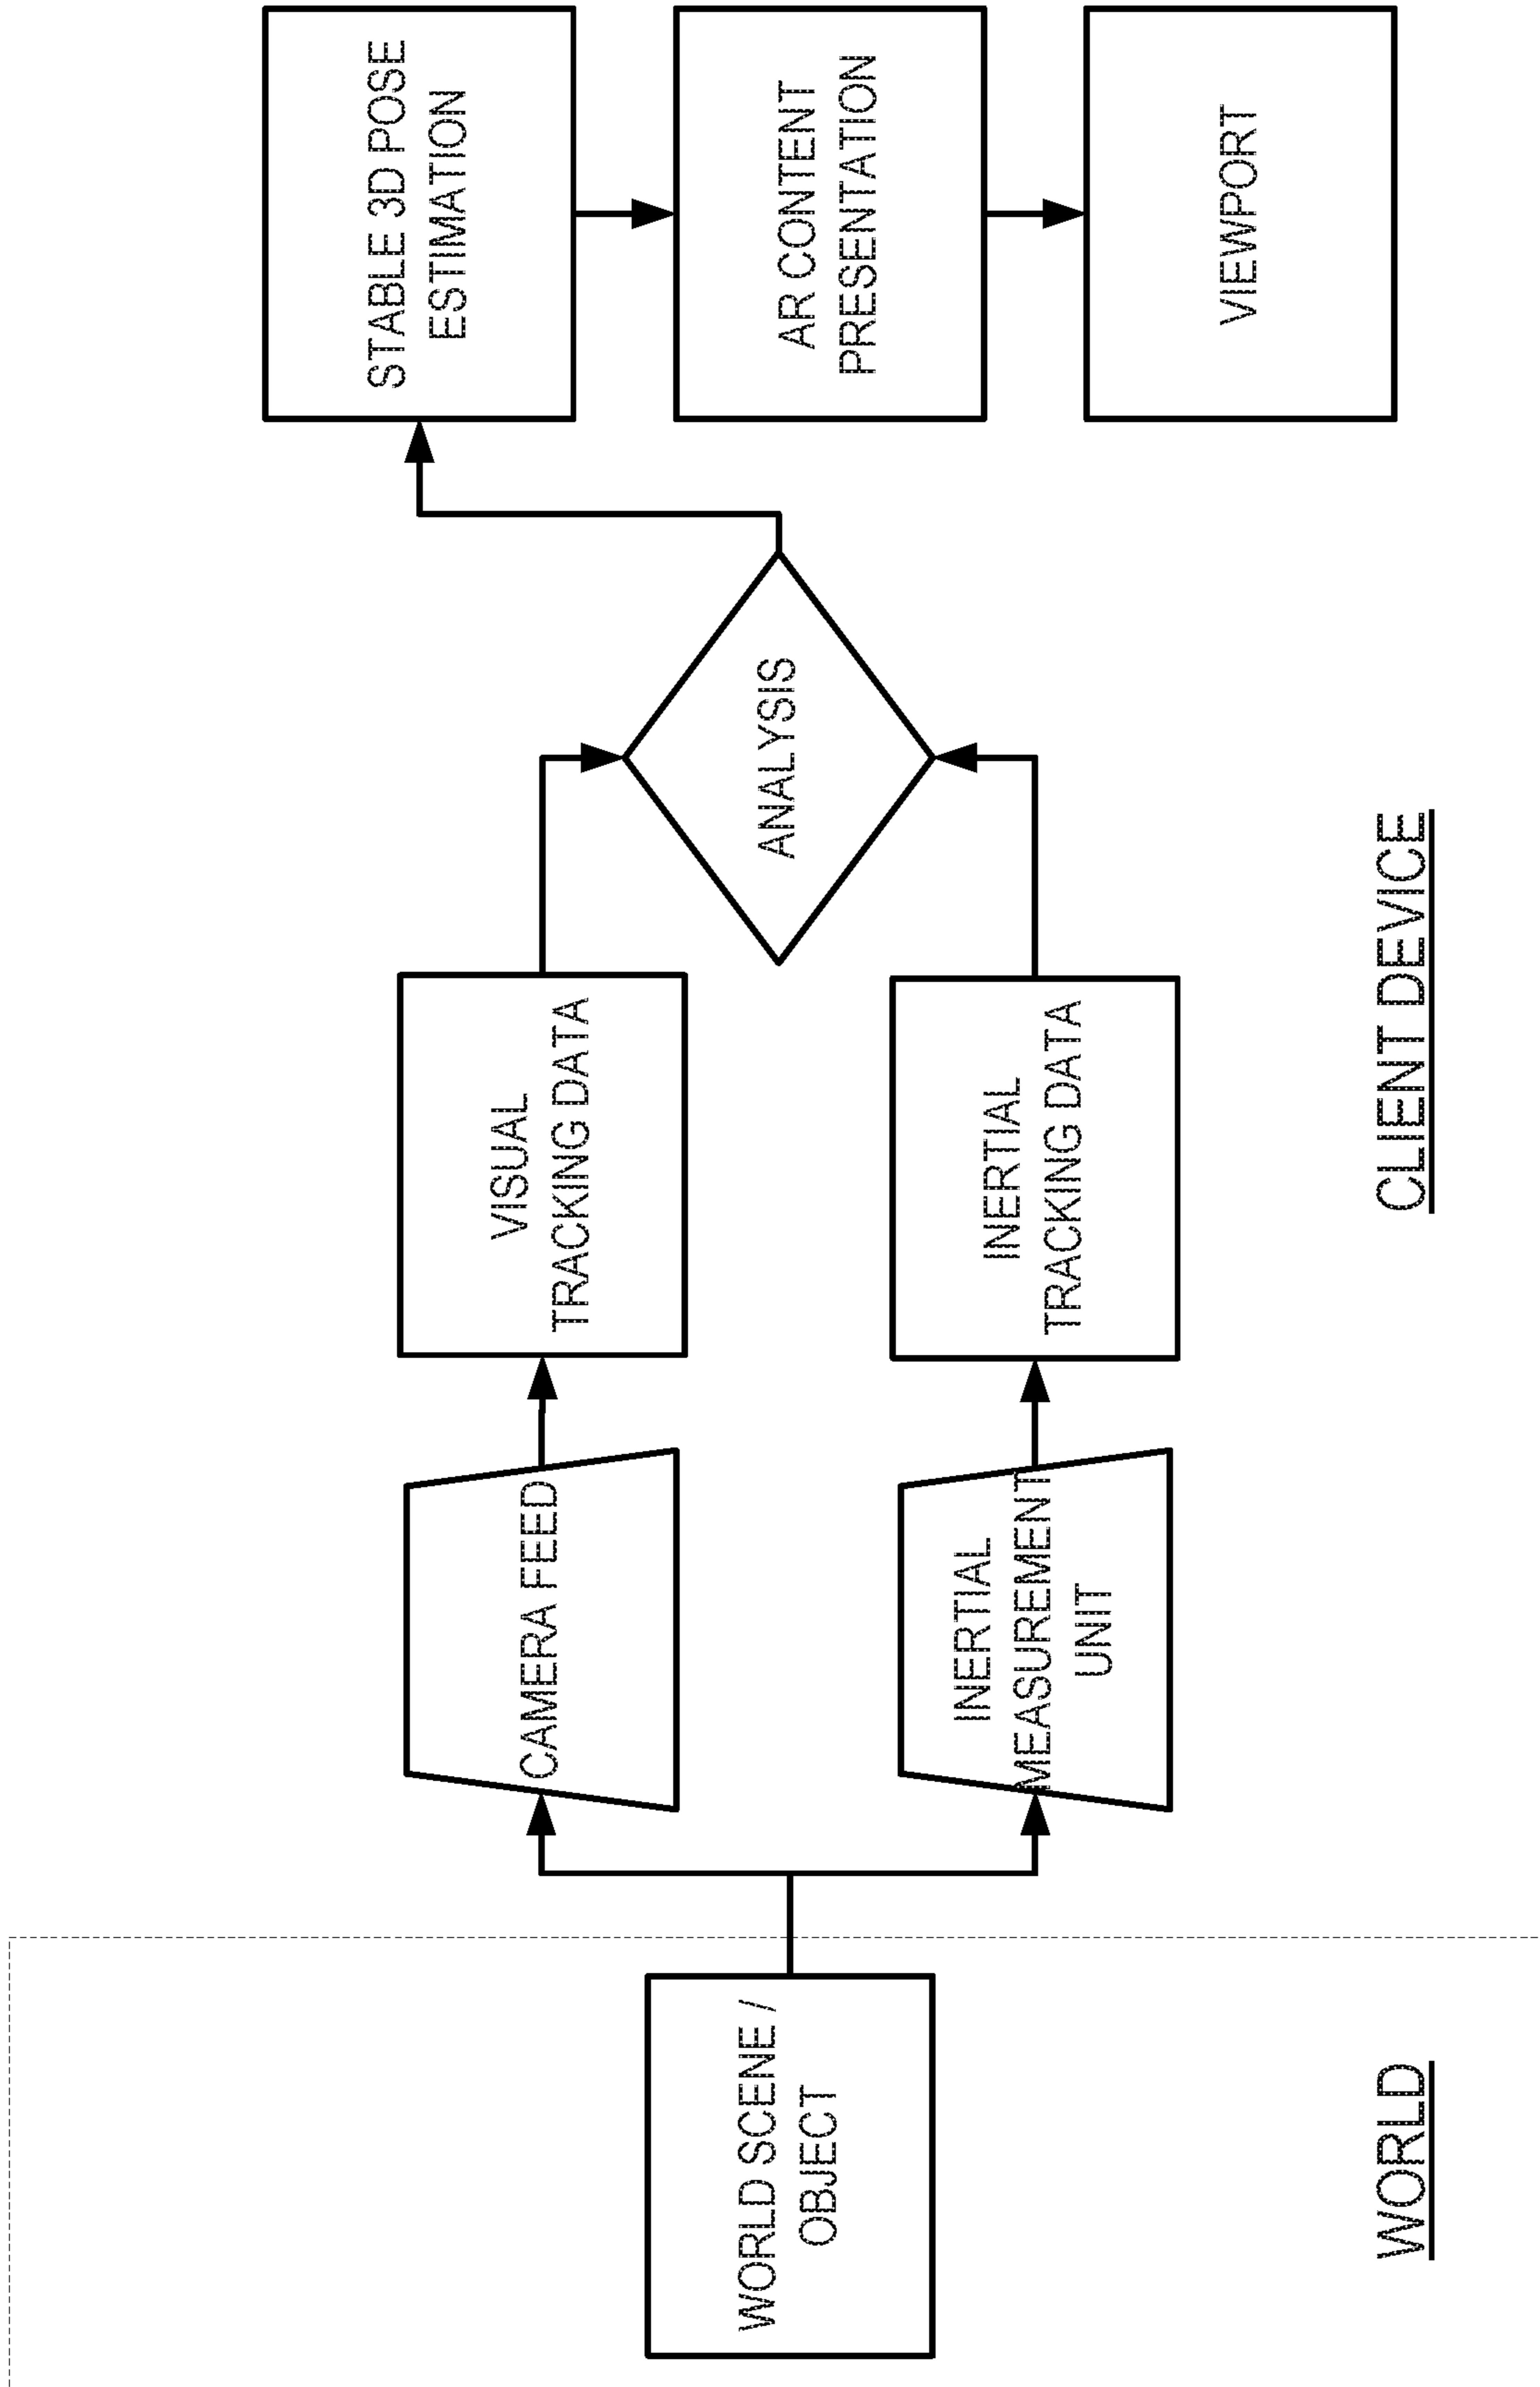 WORLD SCENE /
OBJECT
CAMERA FEED
INERTIAL
MEASUREMENT
UNIT
VISUAL
TRACKING DATA
INERTIAL
TRACKING DATA
ANALYSIS
STABLE 3D POSE
ESTIMATION
AR CONTENT
PRESENTATION
VIEWPORT
WORLD
CLIENT DEVICE